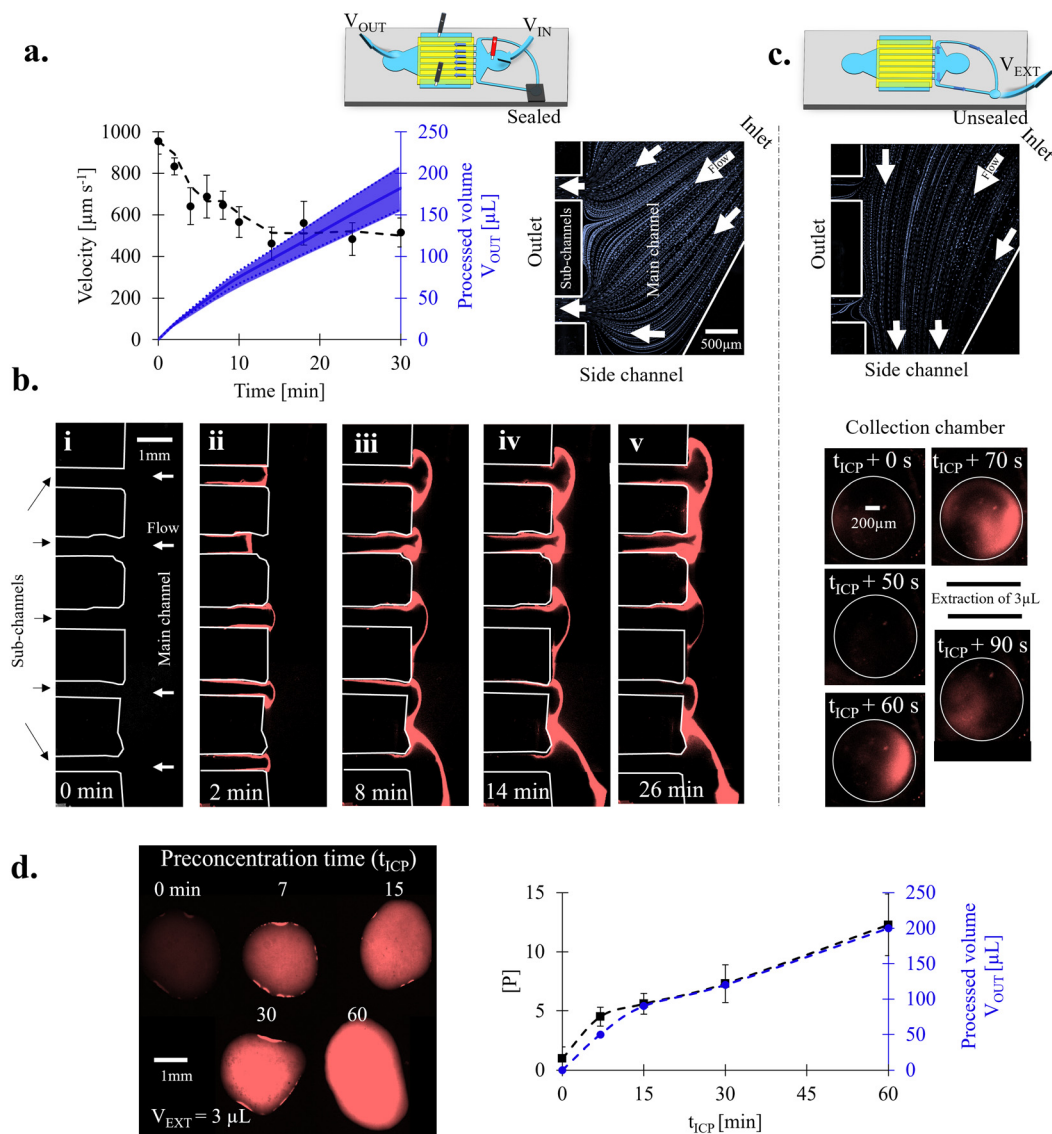 a.
V_OUT
V_IN
Sealed
c.
V_EXT
Unsealed
1000
800
600
400
200
0
Velocity [µm s⁻¹]
0
10
20
30
Time [min]
250
200
150
100
50
0
Processed volume
V_OUT [µL]
Inlet
Flow
Outlet
Sub-channels
Main channel
500µm
Side channel
Inlet
Flow
Outlet
Side channel
b.
i
ii
iii
iv
v
1mm
Flow
Sub-channels
Main channel
0 min
2 min
8 min
14 min
26 min
Collection chamber
t_ICP + 0 s
200µm
t_ICP + 70 s
t_ICP + 50 s
Extraction of 3µL
t_ICP + 90 s
t_ICP + 60 s
d.
Preconcentration time (t_ICP)
0 min
7
15
30
60
1mm
V_EXT = 3 µL
15
10
5
0
[P]
0
15
30
45
60
t_ICP [min]
250
200
150
100
50
0
Processed volume
V_OUT [µL]